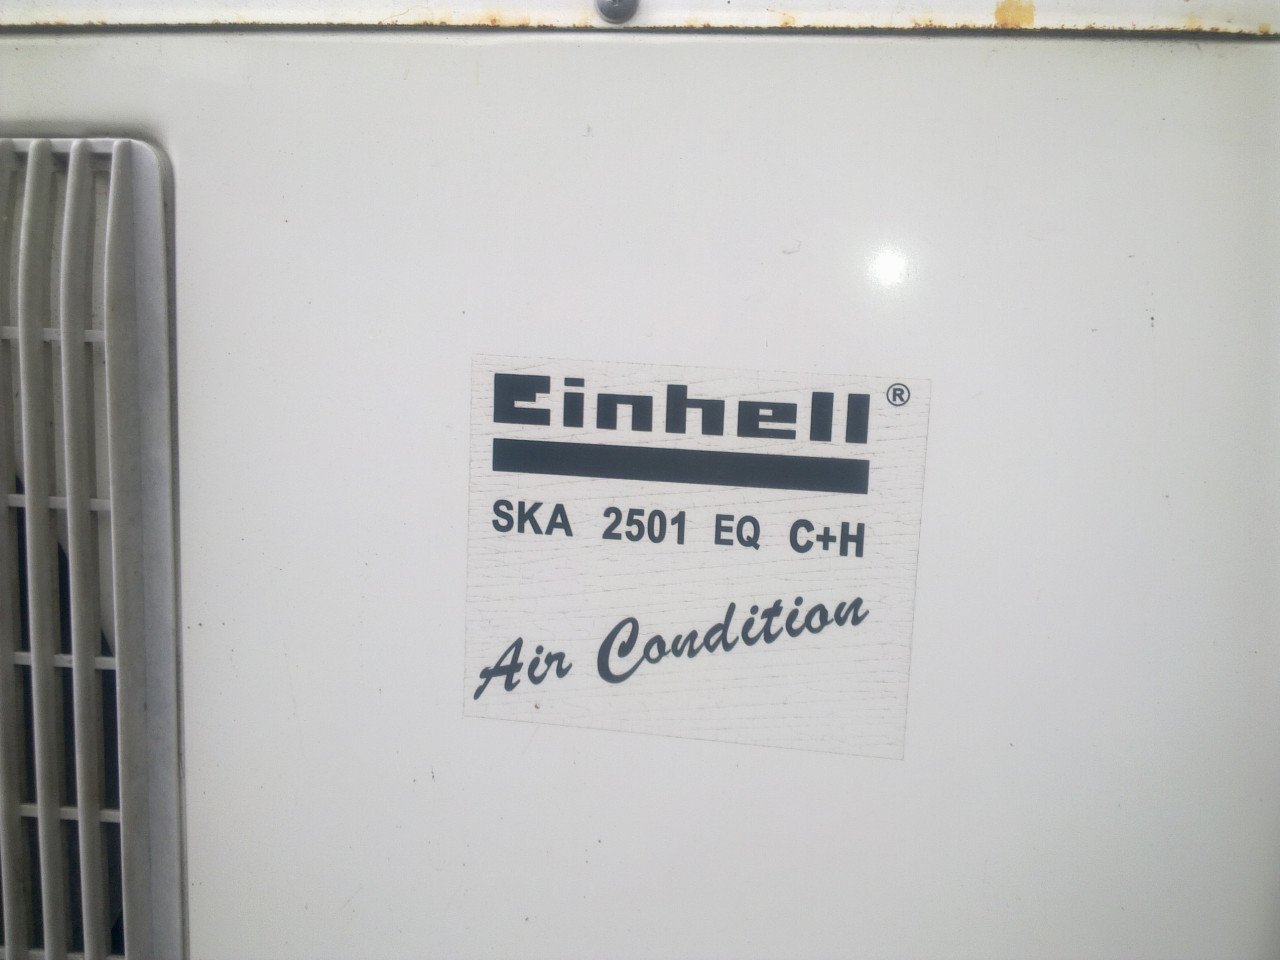 Einhell®
SKA 2501 EQ C+H
Air Condition